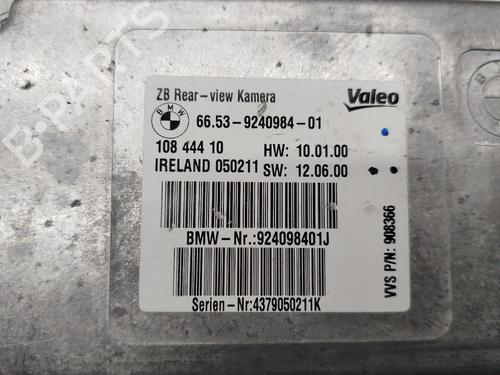 ZB Rear-view Kamera
Valeo
BMW
66.53-9240984-01
108 444 10
HW: 10.01.00
IRELAND 050211
SW: 12.06.00
BMW-Nr.:924098401J
Serien-Nr:4379050211K
VVS P/N: 908366
B-PARTS
BMW